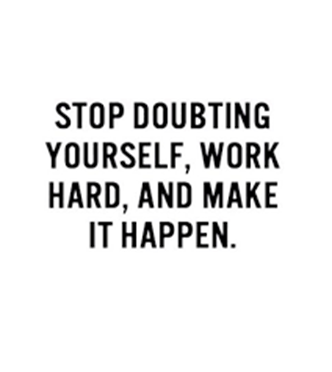 STOP DOUBTING
YOURSELF, WORK
HARD, AND MAKE
IT HAPPEN.